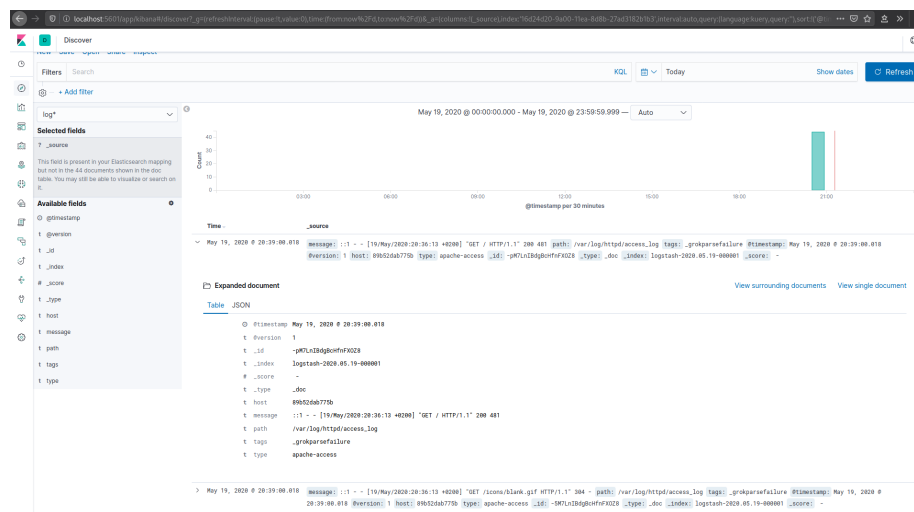 localhost:5601/app/kibana#/discover?_g=(refreshInterval:(pause:!t,value:0),time:(from:now%2Fd,to:now%2Fd))&_a=(columns:!(_source),index:'16d24d20-9a00-11ea-8d8b-27ad3182b1b3',interval:auto,query:(language:kuery,query:''),sort:!('@
D Discover
New Save Open Share Inspect
Filters Search KQL Today Show dates Refresh
+ Add filter
log*
May 19, 2020 @ 00:00:00.000 - May 19, 2020 @ 23:59:59.999 — Auto
Selected fields
? _source
This field is present in your Elasticsearch mapping
but not in the 44 documents shown in the doc
table. You may still be able to visualize or search on
it.
Available fields
@timestamp
t @version
t _id
t _index
# _score
t _type
t host
t message
t path
t tags
t type
Count
40
30
20
10
0
03:00 06:00 09:00 12:00 15:00 18:00 21:00
@timestamp per 30 minutes
Time _source
May 19, 2020 @ 20:39:00.018 message: ::1 - - [19/May/2020:20:36:13 +0200] "GET / HTTP/1.1" 200 481 path: /var/log/httpd/access_log tags: _grokparsefailure @timestamp: May 19, 2020 @ 20:39:00.018
@version: 1 host: 89b52dab775b type: apache-access _id: -pM7LnIBdgBcHfnFXOZ8 _type: _doc _index: logstash-2020.05.19-000001 _score: -
Expanded document View surrounding documents View single document
Table JSON
@timestamp May 19, 2020 @ 20:39:00.018
t @version 1
t _id -pM7LnIBdgBcHfnFXOZ8
t _index logstash-2020.05.19-000001
# _score -
t _type _doc
t host 89b52dab775b
t message ::1 - - [19/May/2020:20:36:13 +0200] "GET / HTTP/1.1" 200 481
t path /var/log/httpd/access_log
t tags _grokparsefailure
t type apache-access
May 19, 2020 @ 20:39:00.018 message: ::1 - - [19/May/2020:20:36:13 +0200] "GET /icons/blank.gif HTTP/1.1" 304 - path: /var/log/httpd/access_log tags: _grokparsefailure @timestamp: May 19, 2020 @
20:39:00.018 @version: 1 host: 89b52dab775b type: apache-access _id: -5M7LnIBdgBcHfnFXOZ8 _type: _doc _index: logstash-2020.05.19-000001 _score: -